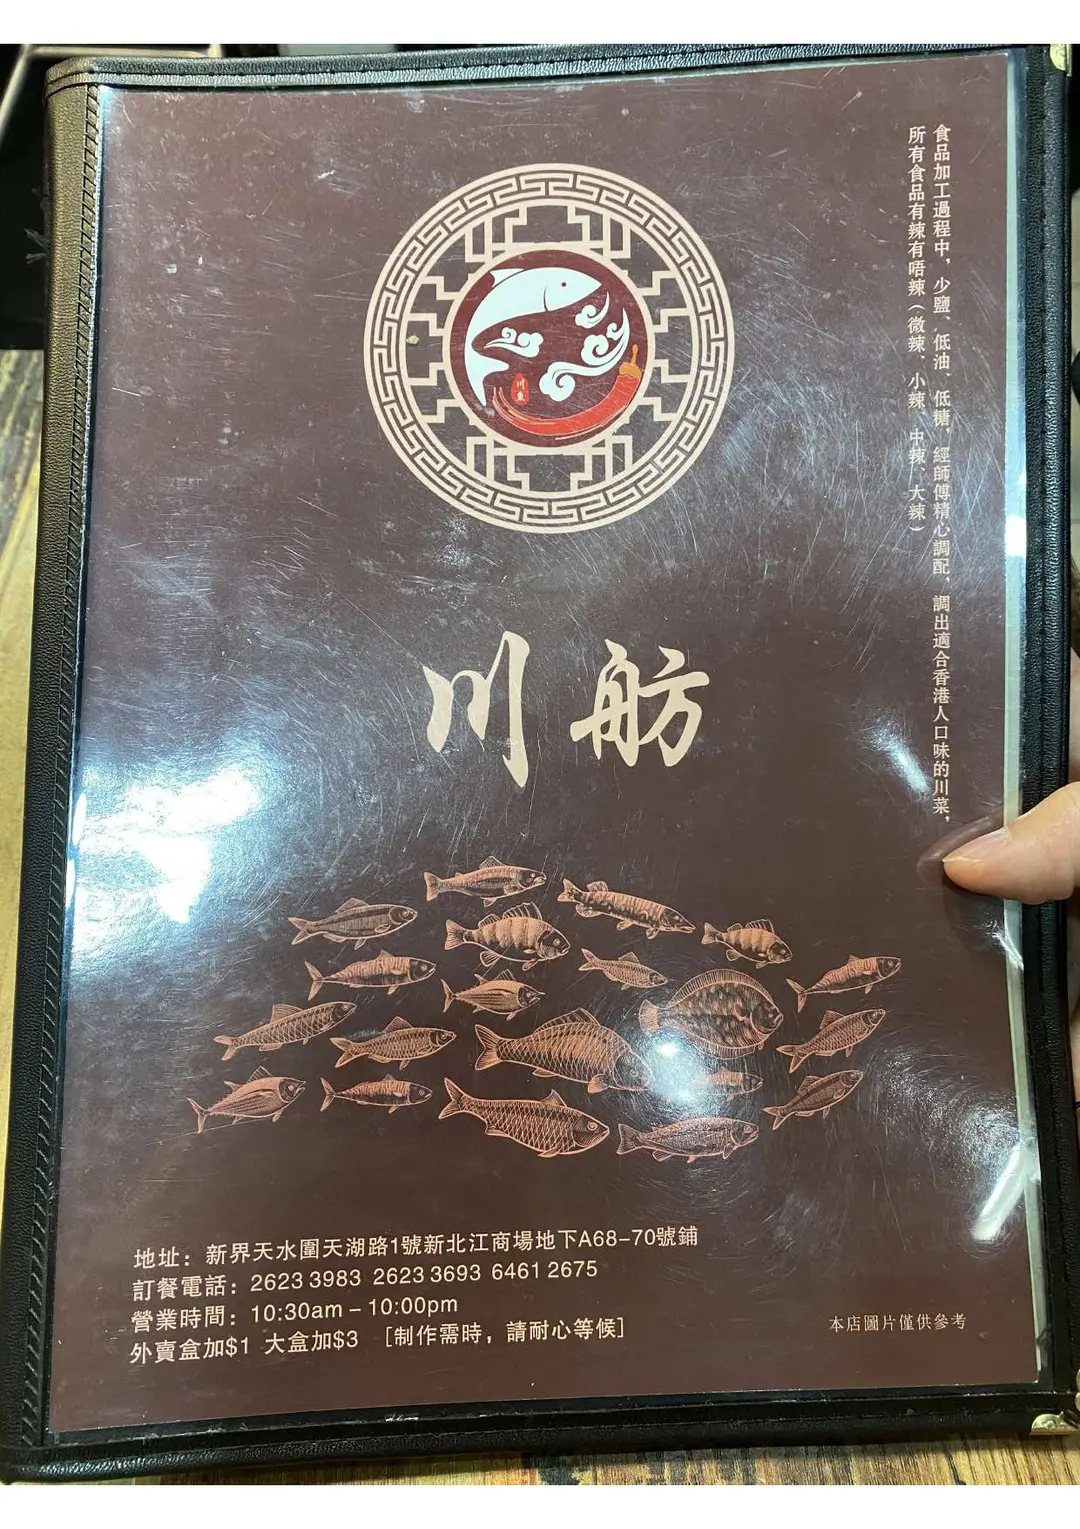 食品加工過程中，少鹽、低油、低糖，經師傅精心調配，調出適合香港人口味的川菜，
所有食品有辣有唔辣（微辣、小辣、中辣、大辣）
川魚
川舫
地址：新界天水圍天湖路1號新北江商場地下A68-70號鋪
訂餐電話：2623 3983 2623 3693 6461 2675
營業時間：10:30am – 10:00pm
外賣盒加$1 大盒加$3 ［制作需時，請耐心等候］
本店圖片僅供參考